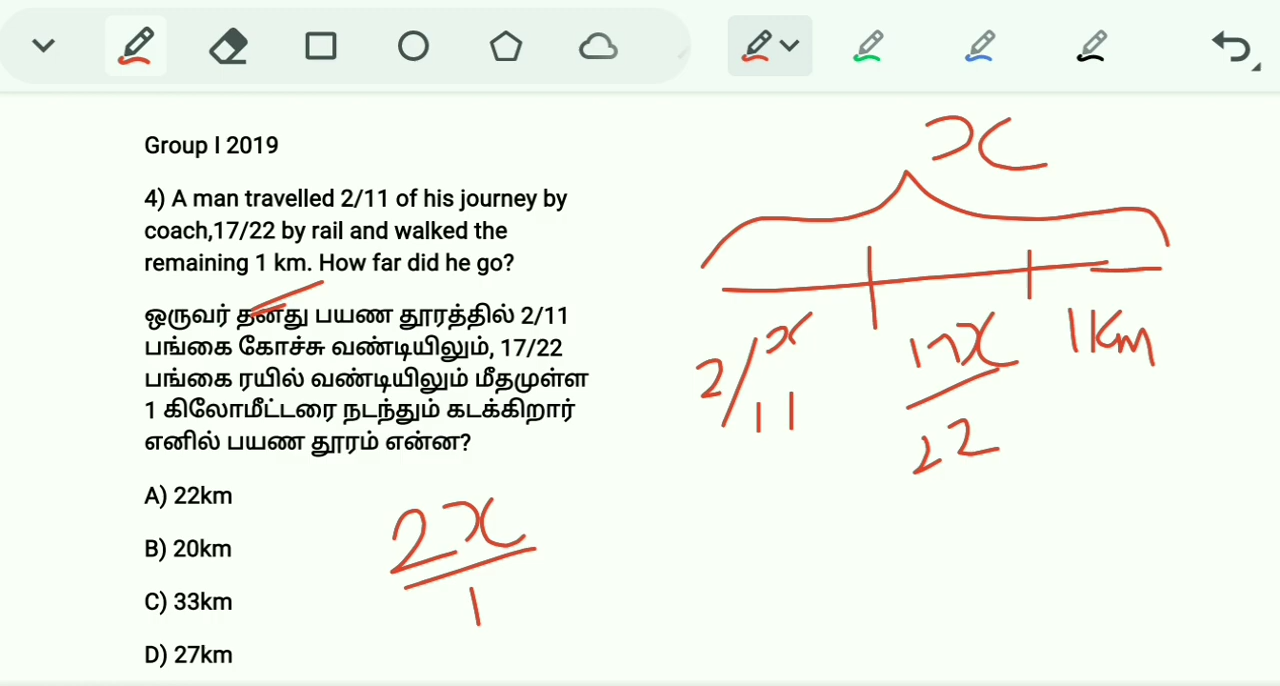 Group I 2019
4) A man travelled 2/11 of his journey by
coach,17/22 by rail and walked the
remaining 1 km. How far did he go?
ஒருவர் தனது பயண தூரத்தில் 2/11
பங்கை கோச்சு வண்டியிலும், 17/22
பங்கை ரயில் வண்டியிலும் மீதமுள்ள
1 கிலோமீட்டரை நடந்தும் கடக்கிறார்
எனில் பயண தூரம் என்ன?
A) 22km
B) 20km
C) 33km
D) 27km
x
2/11 x
17x
22
1km
2x
1